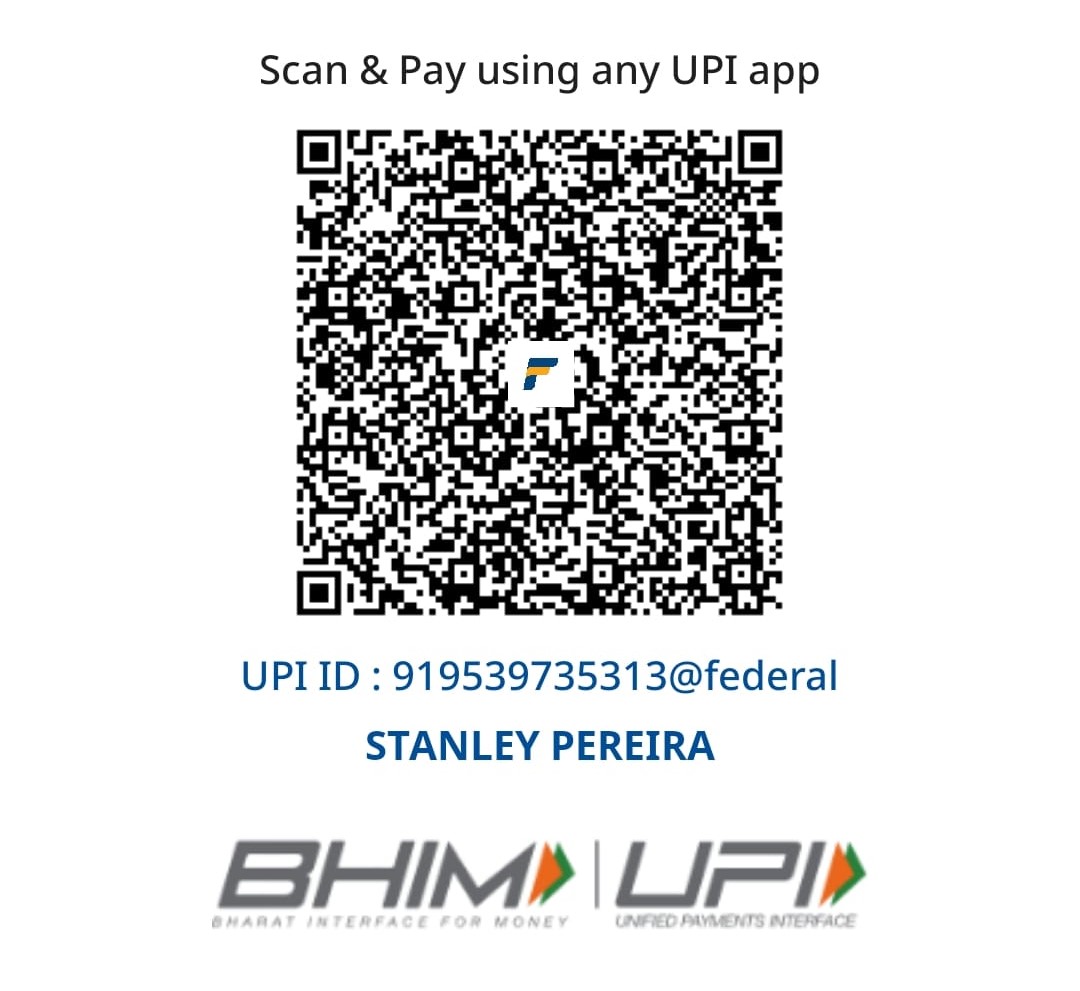 Scan & Pay using any UPI app
F
UPI ID : 919539735313@federal
STANLEY PEREIRA
BHIM UPI
BHARAT INTERFACE FOR MONEY UNIFIED PAYMENTS INTERFACE